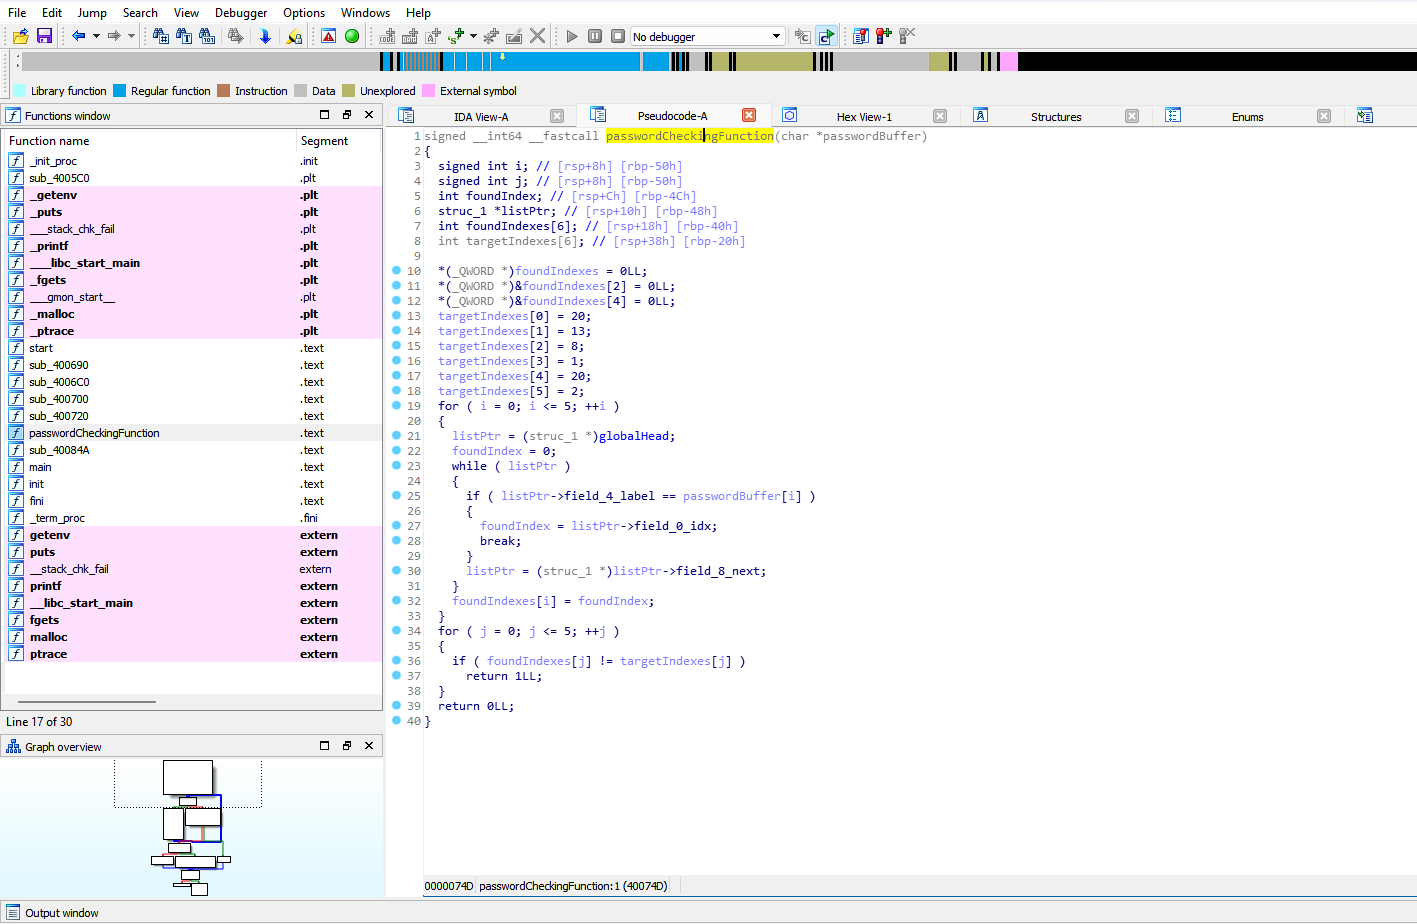 File Edit Jump Search View Debugger Options Windows Help
No debugger
Library function Regular function Instruction Data Unexplored External symbol
Functions window
Function name Segment
_init_proc .init
sub_4005C0 .plt
_getenv .plt
_puts .plt
___stack_chk_fail .plt
_printf .plt
___libc_start_main .plt
_fgets .plt
___gmon_start__ .plt
_malloc .plt
_ptrace .plt
start .text
sub_400690 .text
sub_4006C0 .text
sub_400700 .text
sub_400720 .text
passwordCheckingFunction .text
sub_40084A .text
main .text
init .text
fini .text
_term_proc .fini
getenv extern
puts extern
__stack_chk_fail extern
printf extern
__libc_start_main extern
fgets extern
malloc extern
ptrace extern
Line 17 of 30
Graph overview
IDA View-A Pseudocode-A Hex View-1 Structures Enums
1 signed __int64 __fastcall passwordCheckingFunction(char *passwordBuffer)
2 {
3 signed int i; // [rsp+8h] [rbp-50h]
4 signed int j; // [rsp+8h] [rbp-50h]
5 int foundIndex; // [rsp+Ch] [rbp-4Ch]
6 struc_1 *listPtr; // [rsp+10h] [rbp-48h]
7 int foundIndexes[6]; // [rsp+18h] [rbp-40h]
8 int targetIndexes[6]; // [rsp+38h] [rbp-20h]
9
10 *(_QWORD *)foundIndexes = 0LL;
11 *(_QWORD *)&foundIndexes[2] = 0LL;
12 *(_QWORD *)&foundIndexes[4] = 0LL;
13 targetIndexes[0] = 20;
14 targetIndexes[1] = 13;
15 targetIndexes[2] = 8;
16 targetIndexes[3] = 1;
17 targetIndexes[4] = 20;
18 targetIndexes[5] = 2;
19 for ( i = 0; i <= 5; ++i )
20 {
21 listPtr = (struc_1 *)globalHead;
22 foundIndex = 0;
23 while ( listPtr )
24 {
25 if ( listPtr->field_4_label == passwordBuffer[i] )
26 {
27 foundIndex = listPtr->field_0_idx;
28 break;
29 }
30 listPtr = (struc_1 *)listPtr->field_8_next;
31 }
32 foundIndexes[i] = foundIndex;
33 }
34 for ( j = 0; j <= 5; ++j )
35 {
36 if ( foundIndexes[j] != targetIndexes[j] )
37 return 1LL;
38 }
39 return 0LL;
40 }
0000074D passwordCheckingFunction:1 (40074D)
Output window